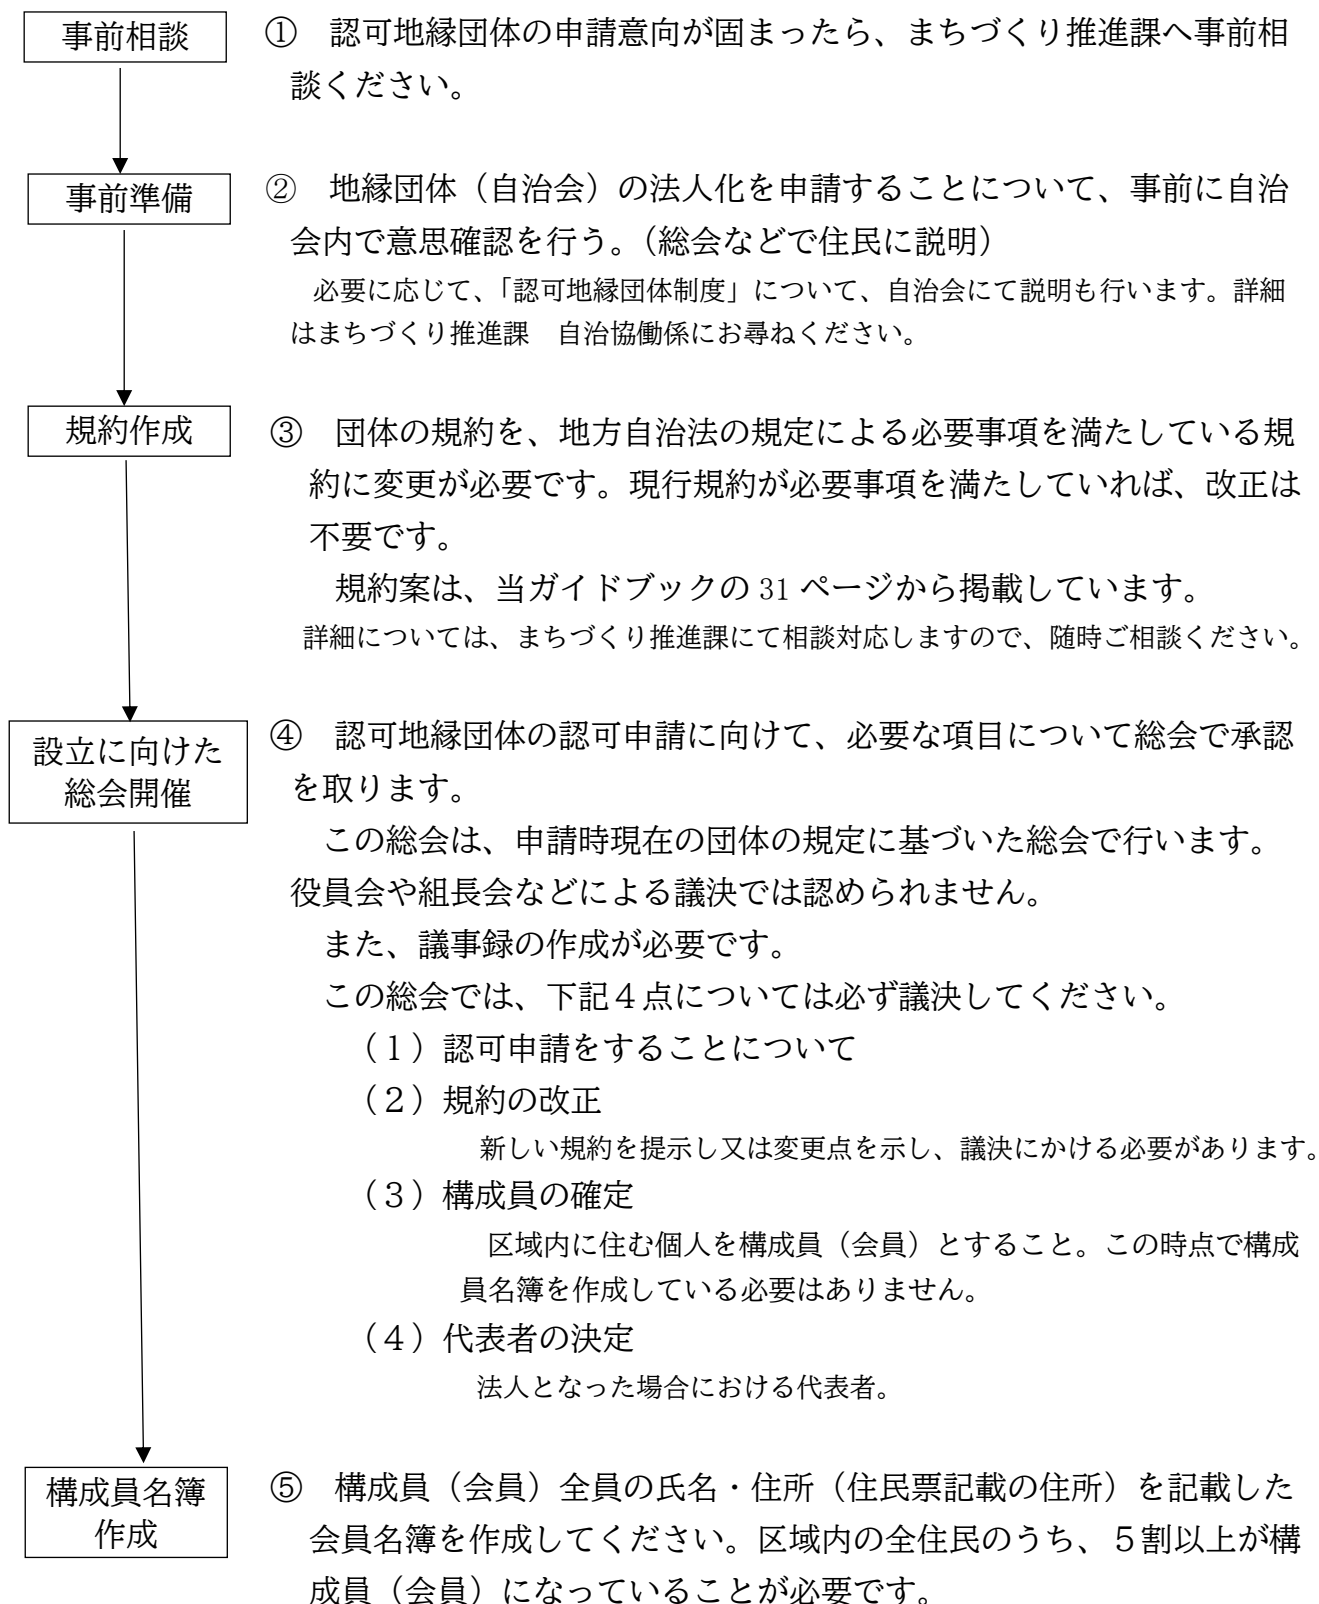 事前相談
① 認可地縁団体の申請意向が固まったら、まちづくり推進課へ事前相
談ください。
事前準備
② 地縁団体（自治会）の法人化を申請することについて、事前に自治
会内で意思確認を行う。（総会などで住民に説明）
必要に応じて、「認可地縁団体制度」について、自治会にて説明も行います。詳細
はまちづくり推進課　自治協働係にお尋ねください。
規約作成
③ 団体の規約を、地方自治法の規定による必要事項を満たしている規
約に変更が必要です。現行規約が必要事項を満たしていれば、改正は
不要です。
規約案は、当ガイドブックの 31 ページから掲載しています。
詳細については、まちづくり推進課にて相談対応しますので、随時ご相談ください。
設立に向けた
総会開催
④ 認可地縁団体の認可申請に向けて、必要な項目について総会で承認
を取ります。
この総会は、申請時現在の団体の規定に基づいた総会で行います。
役員会や組長会などによる議決では認められません。
また、議事録の作成が必要です。
この総会では、下記４点については必ず議決してください。
（１）認可申請をすることについて
（２）規約の改正
新しい規約を提示し又は変更点を示し、議決にかける必要があります。
（３）構成員の確定
区域内に住む個人を構成員（会員）とすること。この時点で構成
員名簿を作成している必要はありません。
（４）代表者の決定
法人となった場合における代表者。
構成員名簿
作成
⑤ 構成員（会員）全員の氏名・住所（住民票記載の住所）を記載した
会員名簿を作成してください。区域内の全住民のうち、５割以上が構
成員（会員）になっていることが必要です。